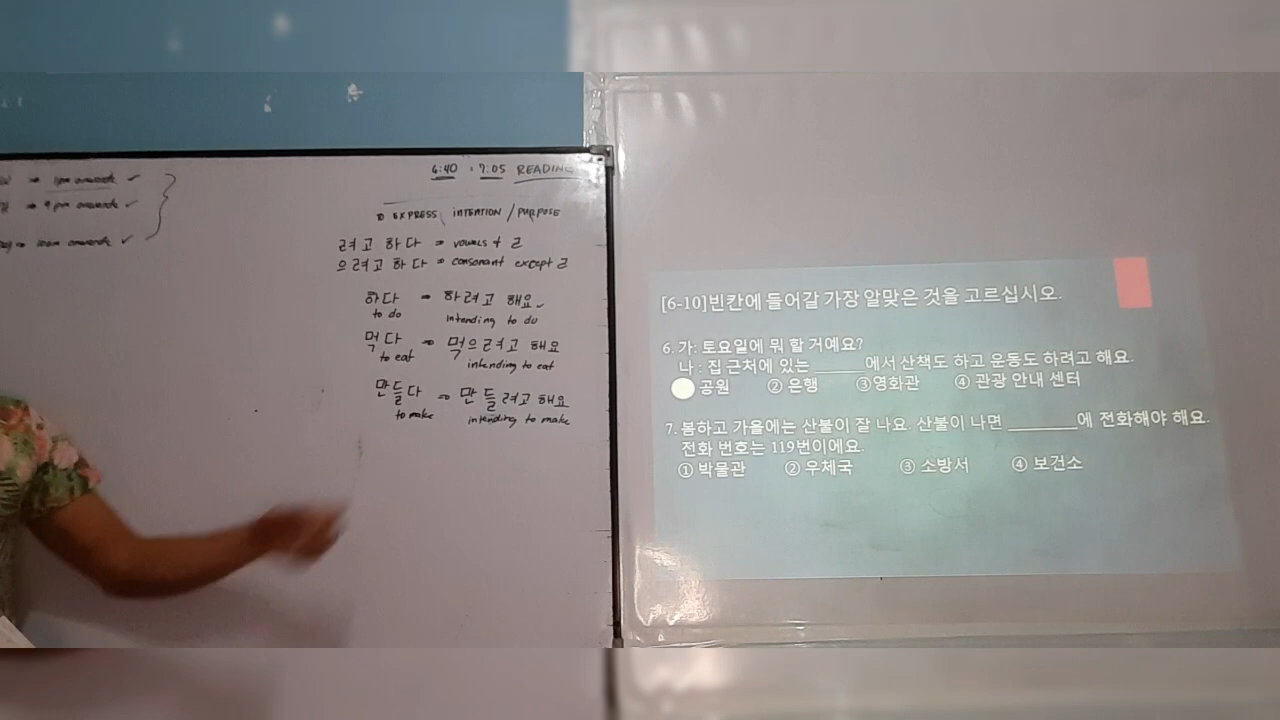 ⇒ 1pm onwards ✓
⇒ 9pm onwards ✓
⇒ 10am onwards ✓
6:40 : 7:05 READING
EXPRESS INTENTION / PURPOSE
려고 하다 ⇒ vowels & ㄹ
으려고 하다 ⇒ consonant except ㄹ
하다 ⇒ 하려고 해요
to do intending to do
먹다 ⇒ 먹으려고 해요
to eat intending to eat
만들다 ⇒ 만들려고 해요
to make intending to make
[6-10]빈칸에 들어갈 가장 알맞은 것을 고르십시오.
6. 가: 토요일에 뭐 할 거예요?
나 : 집 근처에 있는 ______에서 산책도 하고 운동도 하려고 해요.
공원 ② 은행 ③영화관 ④ 관광 안내 센터
7. 봄하고 가을에는 산불이 잘 나요. 산불이 나면 ________에 전화해야 해요.
전화 번호는 119번이에요.
① 박물관 ② 우체국 ③ 소방서 ④ 보건소